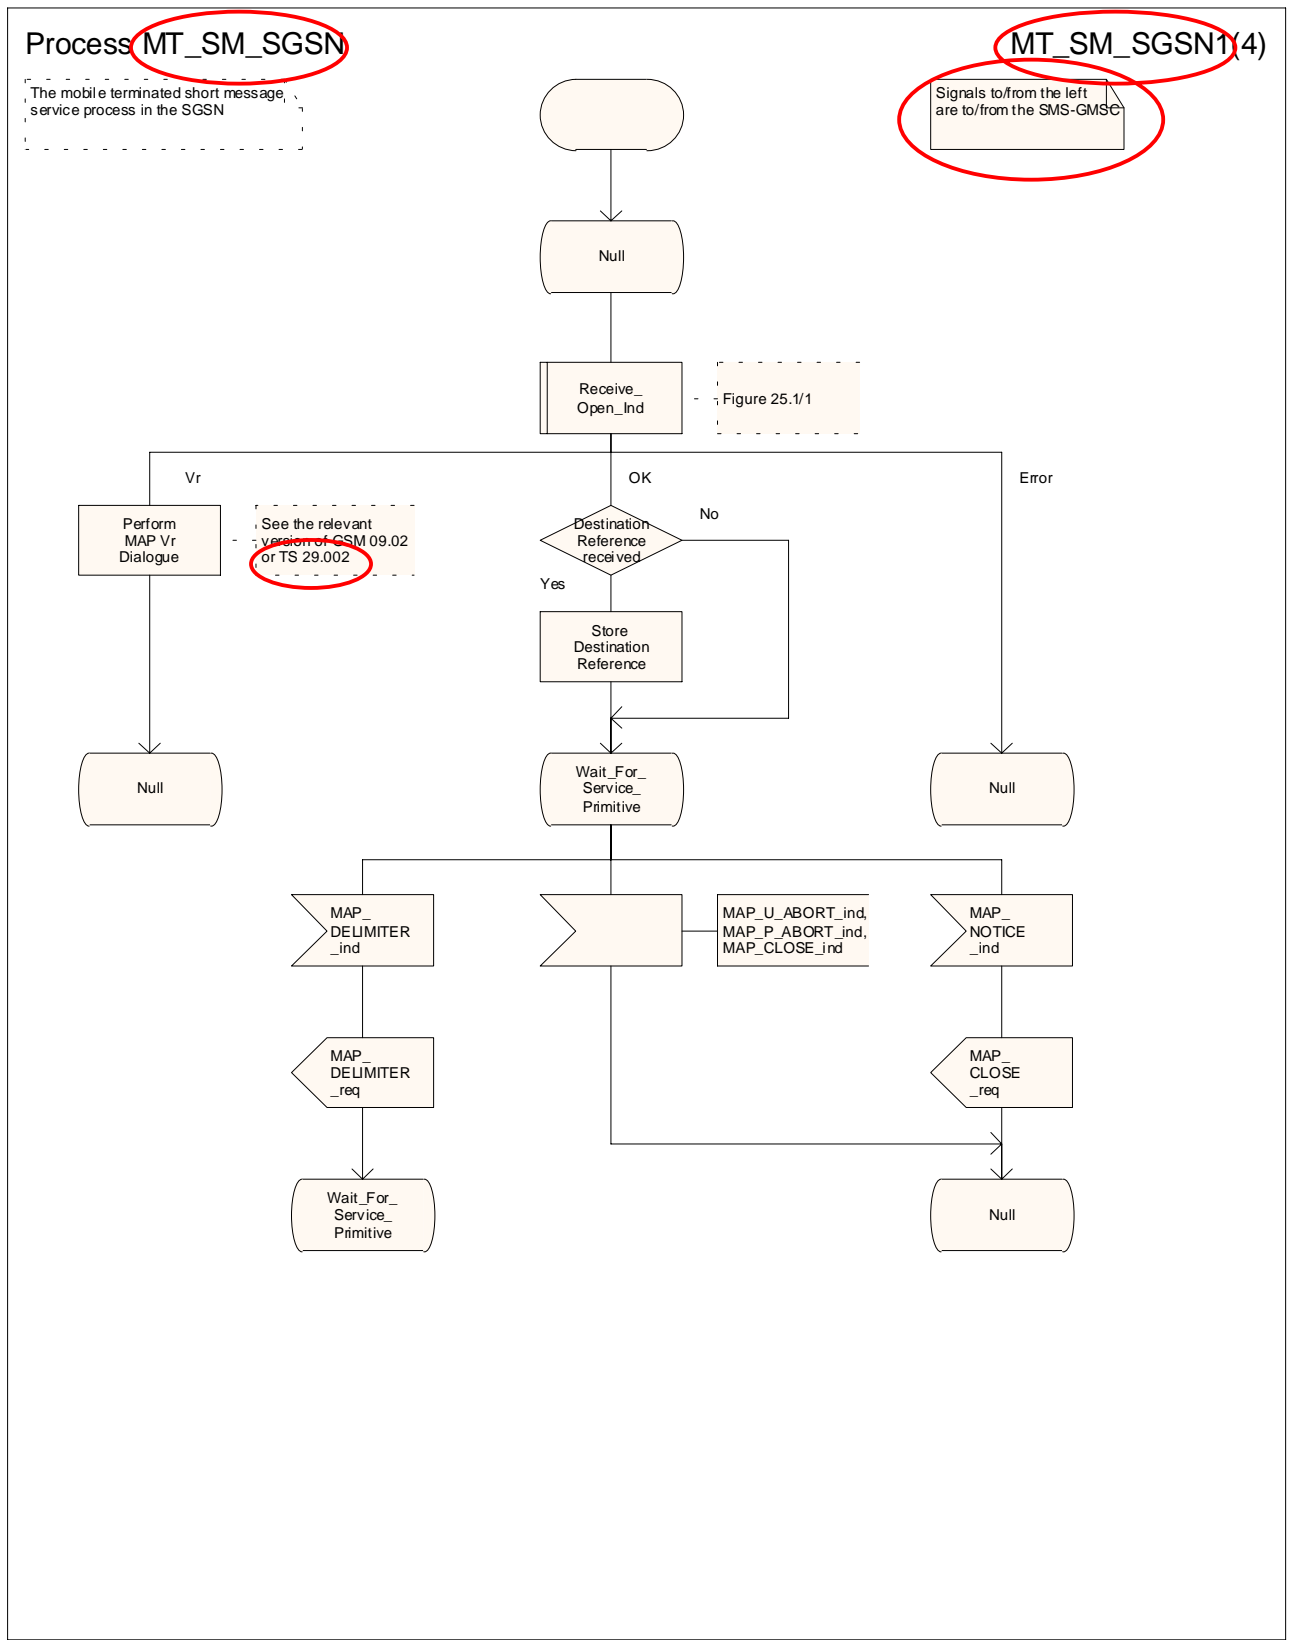 Process MT_SM_SGSN
MT_SM_SGSN1(4)
The mobile terminated short message
service process in the SGSN
Signals to/from the left
are to/from the SMS-GMSC
Null
Receive_
Open_Ind
Figure 25.1/1
Vr
OK
Error
Perform
MAP Vr
Dialogue
See the relevant
version of GSM 09.02
or TS 29.002
Destination
Reference
received
No
Yes
Store
Destination
Reference
Null
Wait_For_
Service_
Primitive
Null
MAP_
DELIMITER
_ind
MAP_U_ABORT_ind,
MAP_P_ABORT_ind,
MAP_CLOSE_ind
MAP_
NOTICE
_ind
MAP_
DELIMITER
_req
MAP_
CLOSE
_req
Wait_For_
Service_
Primitive
Null